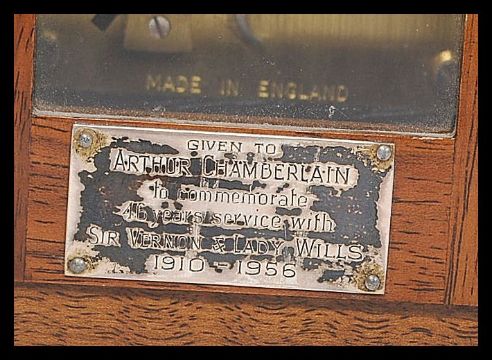 MADE IN ENGLAND
GIVEN TO
ARTHUR CHAMBERLAIN
to commemorate
46 years service with
SIR VERNON & LADY WILLS
1910 - 1956